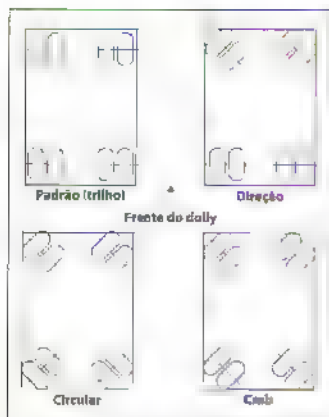 Padrão (trilho)
Direção
Frente do dolly
Circular
Crab